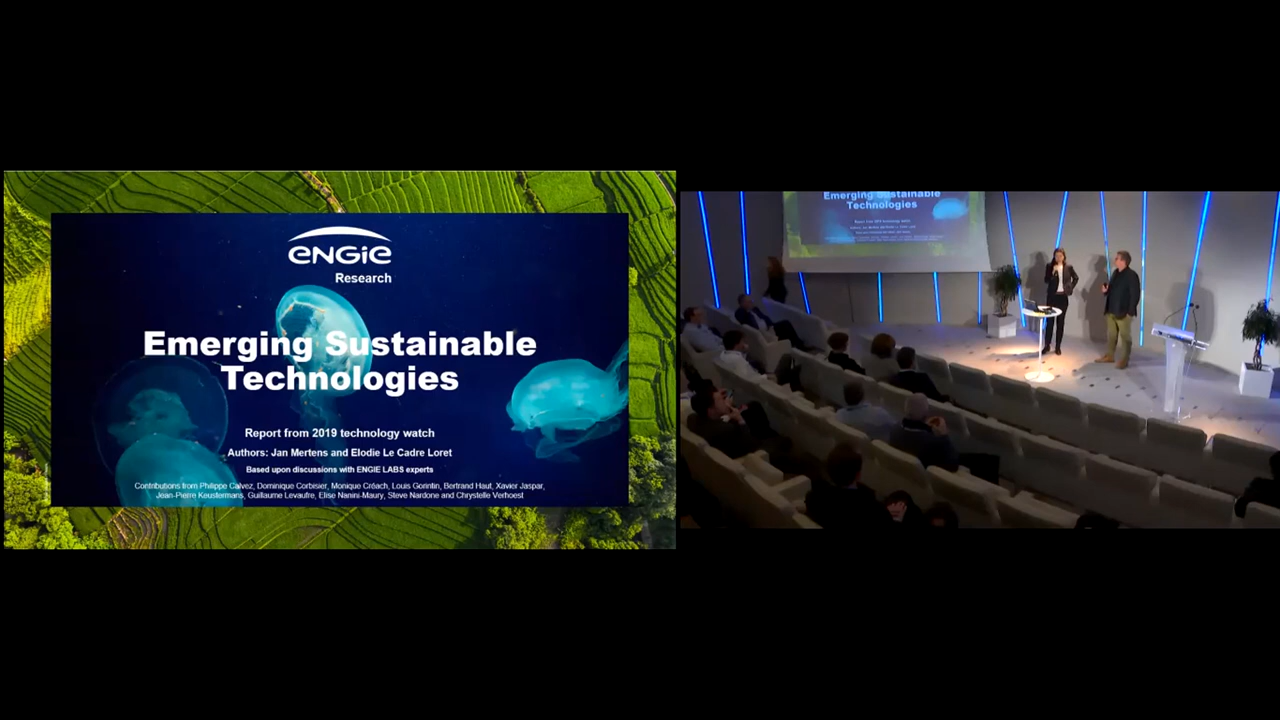 ENGIE
Research
Emerging Sustainable
Technologies
Report from 2019 technology watch
Authors: Jan Mertens and Elodie Le Cadre Loret
Based upon discussions with ENGIE LABS experts
Contributions from Philippe Calvez, Dominique Corbisier, Monique Créach, Louis Gorintin, Bertrand Haut, Xavier Jaspar,
Jean-Pierre Keustermans, Guillaume Levaufre, Elise Nanini-Maury, Steve Nardone and Chrystelle Verhoest
Emerging Sustainable
Technologies